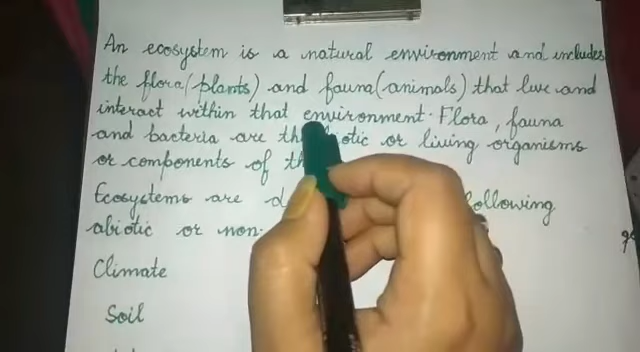 An ecosystem is a natural environment and includes
the flora (plants) and fauna (animals) that live and
interact within that environment. Flora, fauna
and bacteria are the biotic or living organisms
or components of
Ecosystems are following
abiotic or non-
Climate
Soil